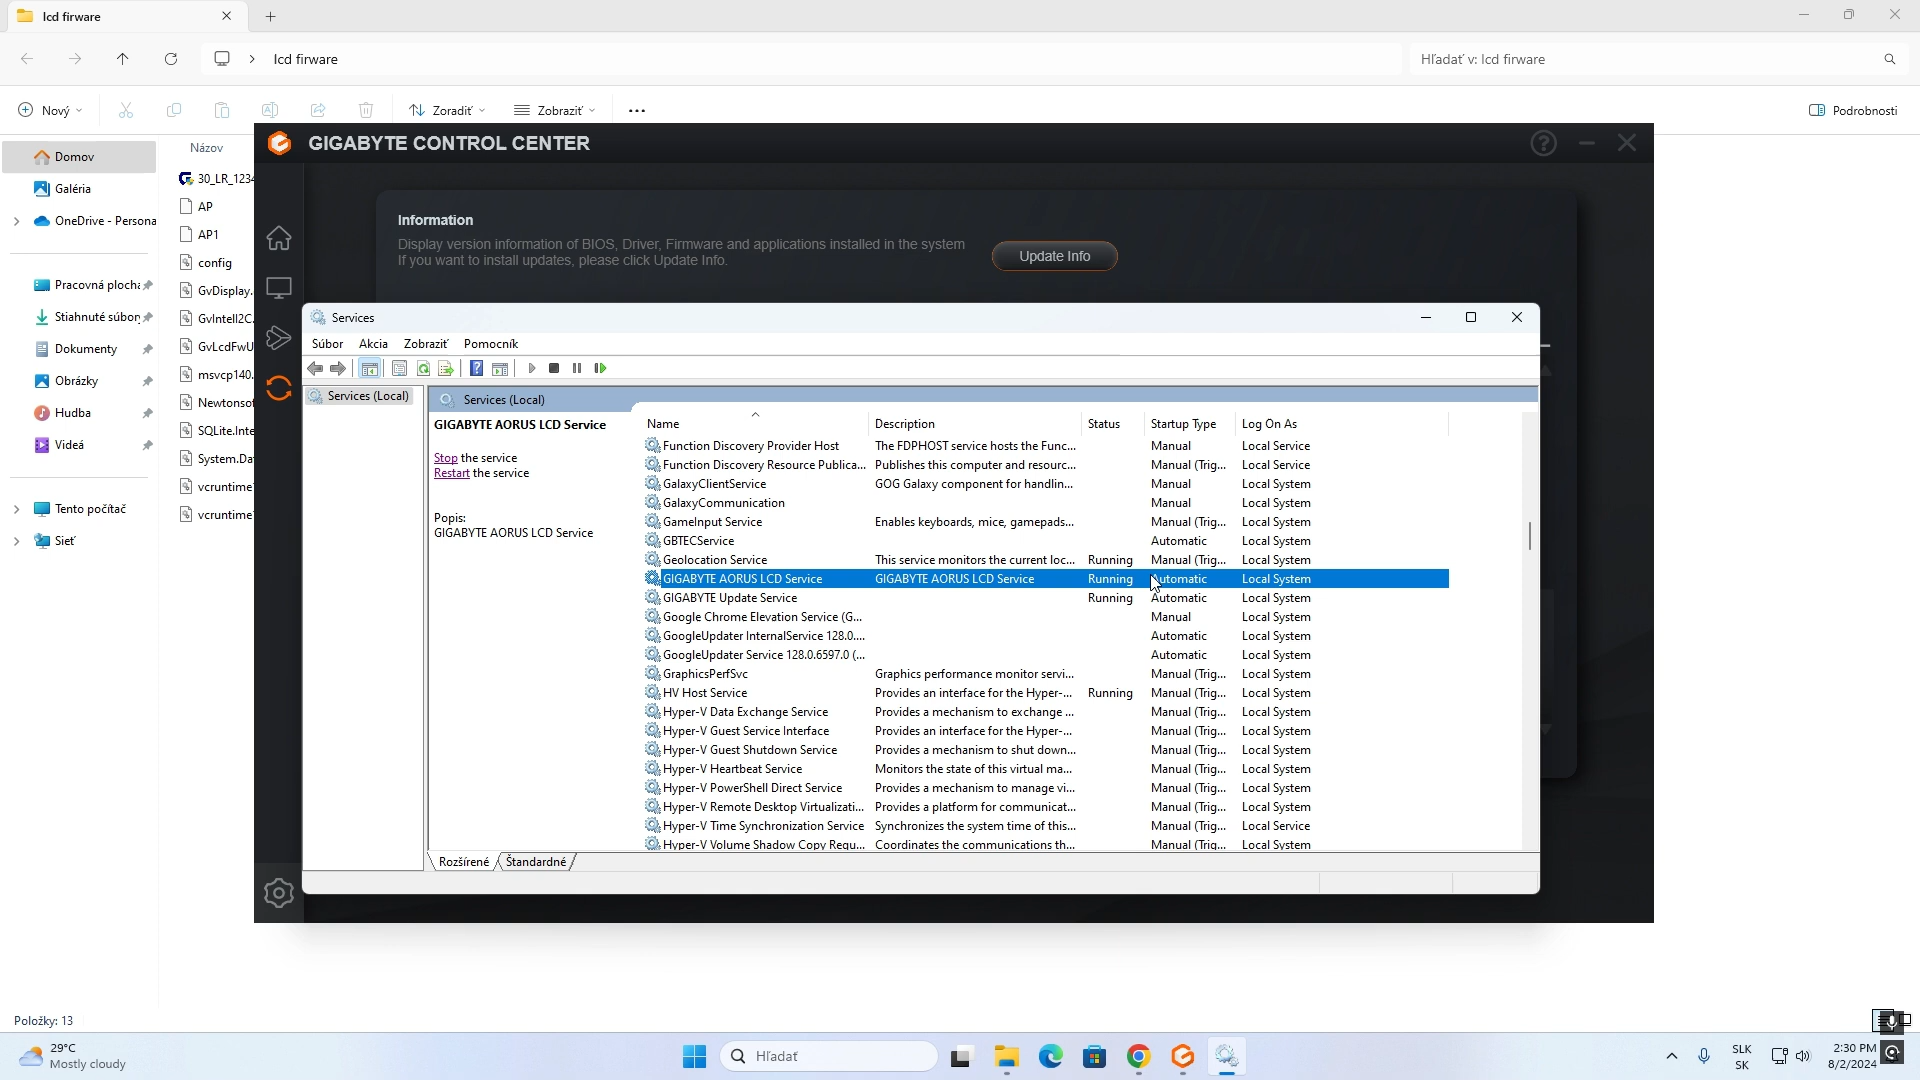 lcd firware
lcd firware
Hľadať v: lcd firware
Nový
Zoradiť
Zobraziť
Podrobnosti
Domov
Galéria
OneDrive - Persona
Pracovná plocha
Stiahnuté súbory
Dokumenty
Obrázky
Hudba
Videá
Tento počítač
Sieť
Názov
30_LR_1234
AP
AP1
config
GvDisplay.
GvIntelI2C.
GvLcdFwU
msvcp140.
Newtonsof
SQLite.Inte
System.Dat
vcruntime
vcruntime
GIGABYTE CONTROL CENTER
Information
Display version information of BIOS, Driver, Firmware and applications installed in the system
If you want to install updates, please click Update Info.
Update Info
Services
Súbor Akcia Zobraziť Pomocník
Services (Local)
Services (Local)
GIGABYTE AORUS LCD Service
Stop the service
Restart the service
Popis:
GIGABYTE AORUS LCD Service
Name Description Status Startup Type Log On As
Function Discovery Provider Host The FDPHOST service hosts the Func... Manual Local Service
Function Discovery Resource Publica... Publishes this computer and resourc... Manual (Trig... Local Service
GalaxyClientService GOG Galaxy component for handlin... Manual Local System
GalaxyCommunication Manual Local System
GameInput Service Enables keyboards, mice, gamepads... Manual (Trig... Local System
GBTECService Automatic Local System
Geolocation Service This service monitors the current loc... Running Manual (Trig... Local System
GIGABYTE AORUS LCD Service GIGABYTE AORUS LCD Service Running Automatic Local System
GIGABYTE Update Service Running Automatic Local System
Google Chrome Elevation Service (G... Manual Local System
GoogleUpdater InternalService 128.0.... Automatic Local System
GoogleUpdater Service 128.0.6597.0 (... Automatic Local System
GraphicsPerfSvc Graphics performance monitor servi... Manual (Trig... Local System
HV Host Service Provides an interface for the Hyper-... Running Manual (Trig... Local System
Hyper-V Data Exchange Service Provides a mechanism to exchange ... Manual (Trig... Local System
Hyper-V Guest Service Interface Provides an interface for the Hyper-... Manual (Trig... Local System
Hyper-V Guest Shutdown Service Provides a mechanism to shut down... Manual (Trig... Local System
Hyper-V Heartbeat Service Monitors the state of this virtual ma... Manual (Trig... Local System
Hyper-V PowerShell Direct Service Provides a mechanism to manage vi... Manual (Trig... Local System
Hyper-V Remote Desktop Virtualizati... Provides a platform for communicat... Manual (Trig... Local System
Hyper-V Time Synchronization Service Synchronizes the system time of this... Manual (Trig... Local Service
Hyper-V Volume Shadow Copy Requ... Coordinates the communications th... Manual (Trig... Local System
Rozšírené Štandardné
Položky: 13
29°C
Mostly cloudy
Hľadať
SLK
SK
2:30 PM
8/2/2024